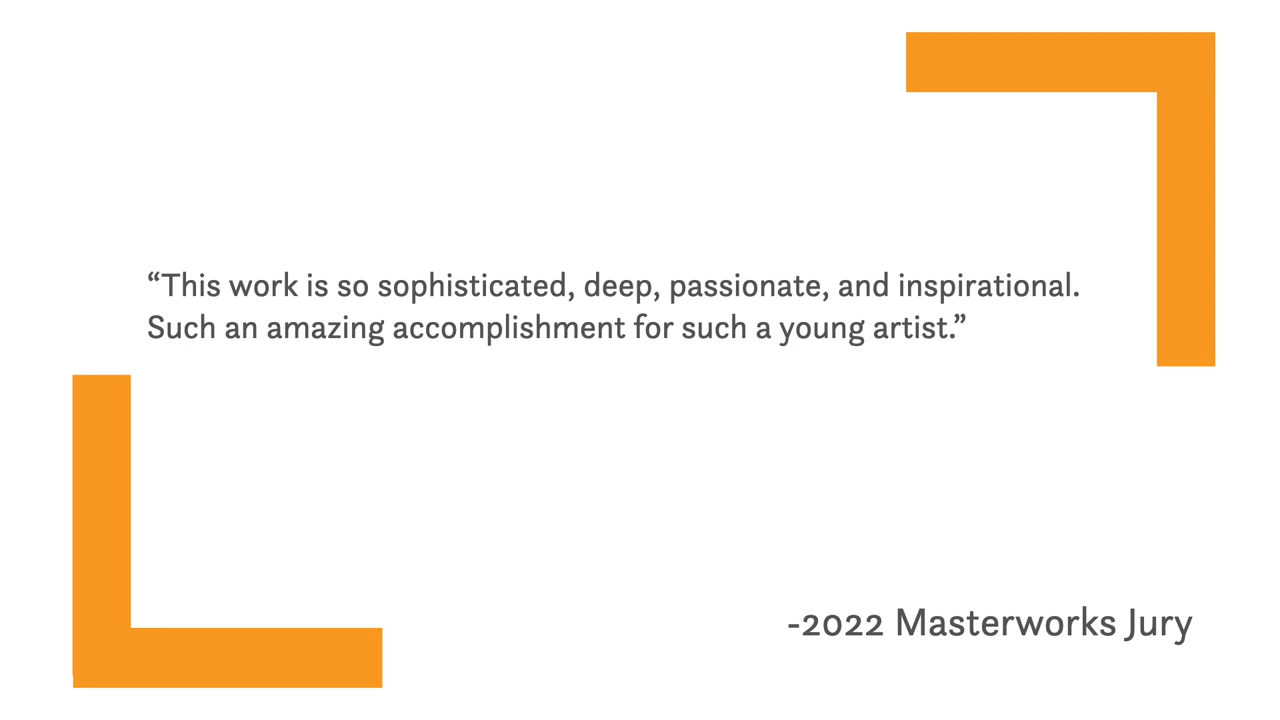 “This work is so sophisticated, deep, passionate, and inspirational.
Such an amazing accomplishment for such a young artist.”
-2022 Masterworks Jury